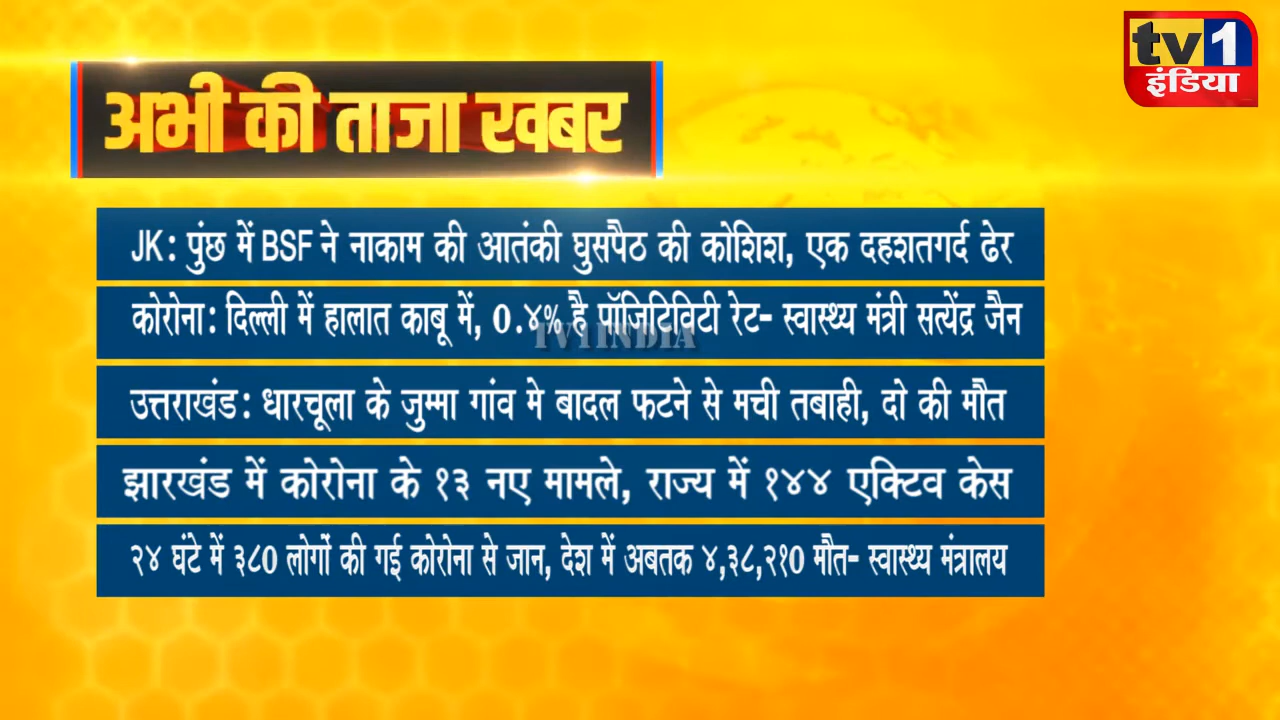 tv1
इंडिया
अभी की ताजा खबर
JK: पुंछ में BSF ने नाकाम की आतंकी घुसपैठ की कोशिश, एक दहशतगर्द ढेर
कोरोना: दिल्ली में हालात काबू में, 0.४% है पॉजिटिविटी रेट- स्वास्थ्य मंत्री सत्येंद्र जैन
TV1INDIA
उत्तराखंड: धारचूला के जुम्मा गांव मे बादल फटने से मची तबाही, दो की मौत
झारखंड में कोरोना के १३ नए मामले, राज्य में १४४ एक्टिव केस
२४ घंटे में ३८0 लोगों की गई कोरोना से जान, देश में अबतक ४,३८,२१0 मौत- स्वास्थ्य मंत्रालय